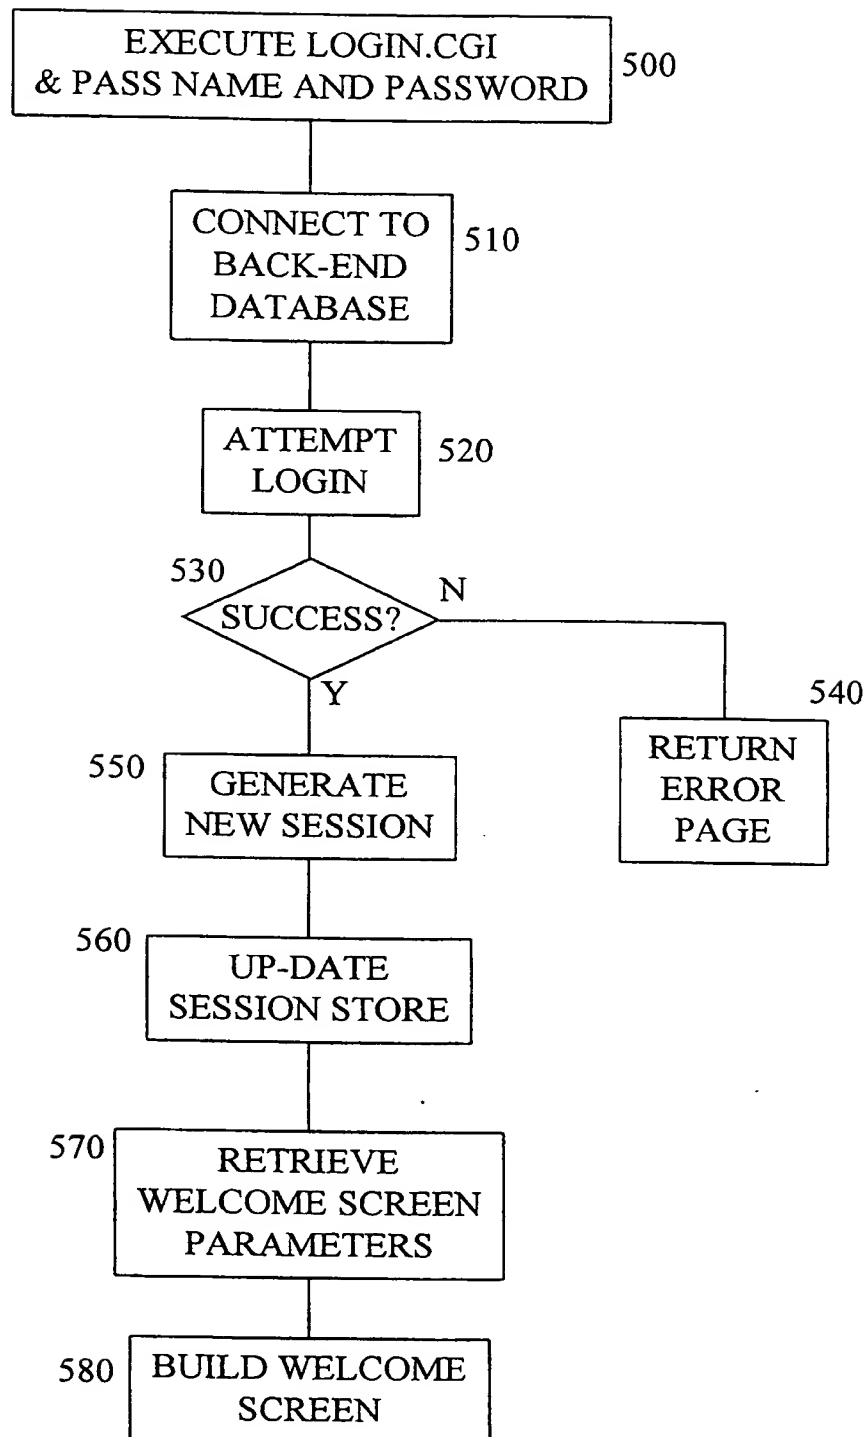 EXECUTE LOGIN.CGI
& PASS NAME AND PASSWORD
500
CONNECT TO
BACK-END
DATABASE
510
ATTEMPT
LOGIN
520
530
SUCCESS?
N
Y
540
RETURN
ERROR
PAGE
550
GENERATE
NEW SESSION
560
UP-DATE
SESSION STORE
570
RETRIEVE
WELCOME SCREEN
PARAMETERS
580
BUILD WELCOME
SCREEN